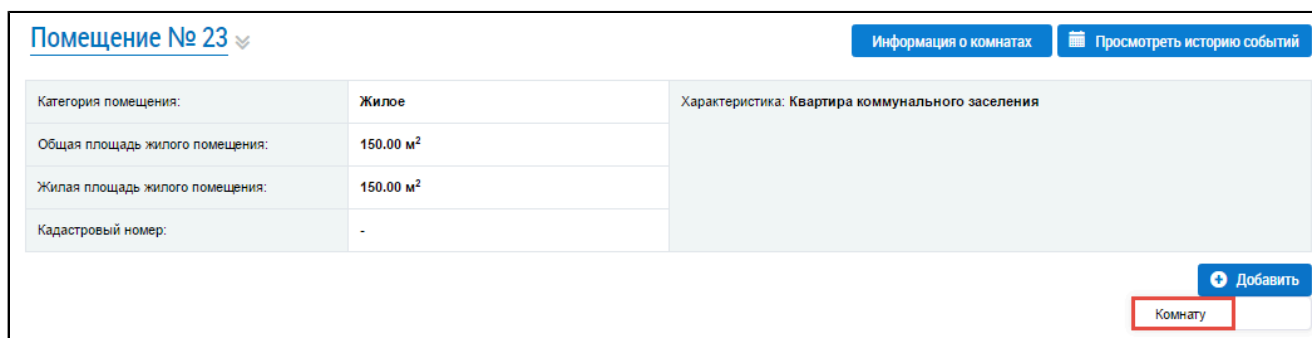 Помещение № 23
Информация о комнатах
Просмотреть историю событий
Категория помещения: Жилое Характеристика: Квартира коммунального заселения
Общая площадь жилого помещения: 150.00 м²
Жилая площадь жилого помещения: 150.00 м²
Кадастровый номер: -
Добавить
Комнату